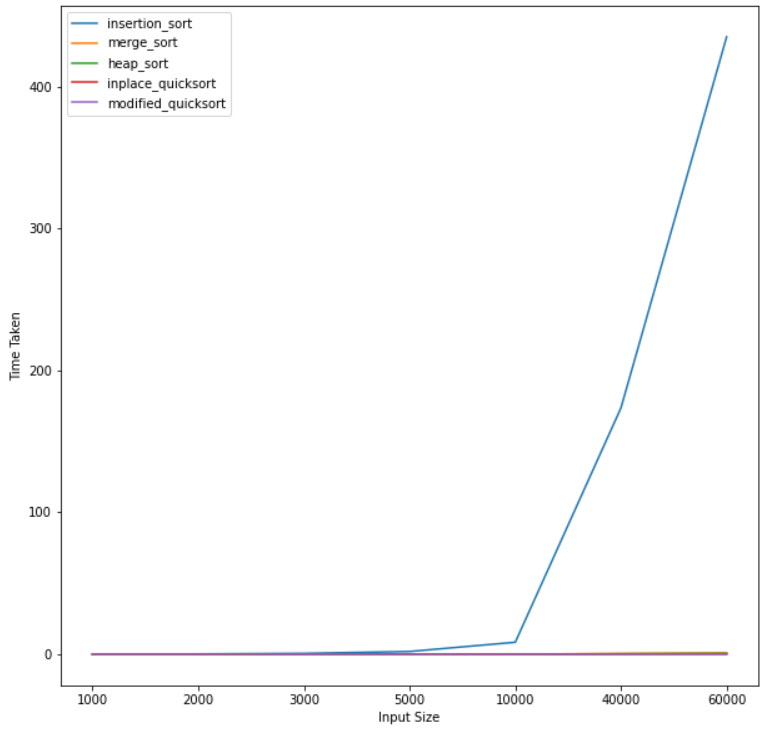 insertion_sort
merge_sort
heap_sort
inplace_quicksort
modified_quicksort
400
300
200
100
0
Time Taken
1000 2000 3000 5000 10000 40000 60000
Input Size